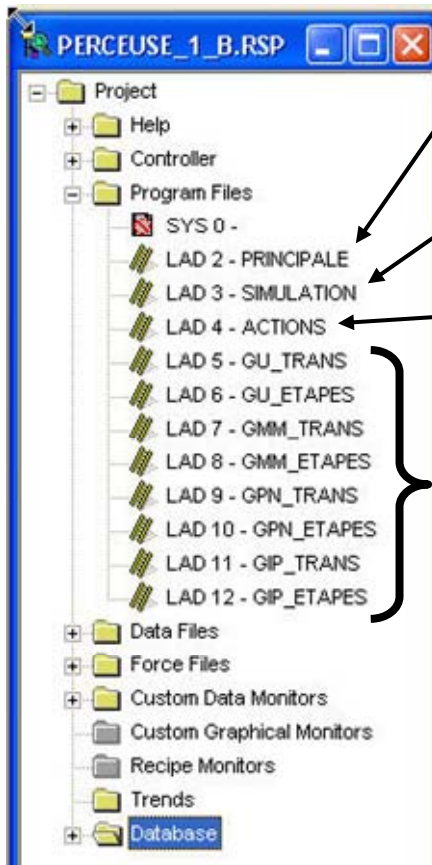 PERCEUSE_1_B.RSP
Project
Help
Controller
Program Files
SYS 0 -
LAD 2 - PRINCIPALE
LAD 3 - SIMULATION
LAD 4 - ACTIONS
LAD 5 - GU_TRANS
LAD 6 - GU_ETAPES
LAD 7 - GMM_TRANS
LAD 8 - GMM_ETAPES
LAD 9 - GPN_TRANS
LAD 10 - GPN_ETAPES
LAD 11 - GIP_TRANS
LAD 12 - GIP_ETAPES
Data Files
Force Files
Custom Data Monitors
Custom Graphical Monitors
Recipe Monitors
Trends
Database